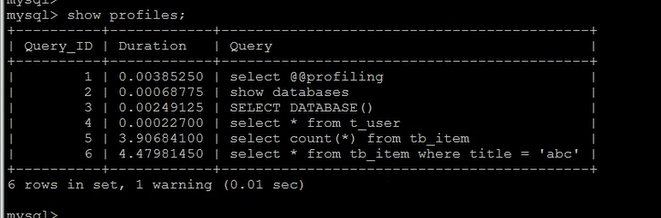 mysql>
mysql> show profiles;
+----------+------------+------------------------------------------------+
| Query_ID | Duration   | Query                                          |
+----------+------------+------------------------------------------------+
|        1 | 0.00385250 | select @@profiling                             |
|        2 | 0.00068775 | show databases                                 |
|        3 | 0.00249125 | SELECT DATABASE()                              |
|        4 | 0.00022700 | select * from t_user                           |
|        5 | 3.90684100 | select count(*) from tb_item                   |
|        6 | 4.47981450 | select * from tb_item where title = 'abc' |
+----------+------------+------------------------------------------------+
6 rows in set, 1 warning (0.01 sec)
mysql>